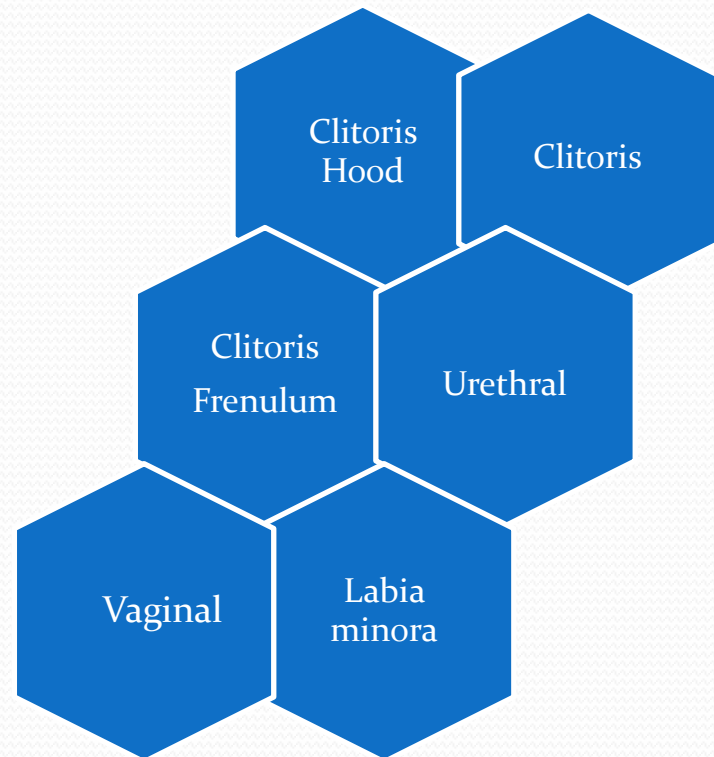 Clitoris
Hood
Clitoris
Clitoris
Frenulum
Urethral
Vaginal
Labia
minora